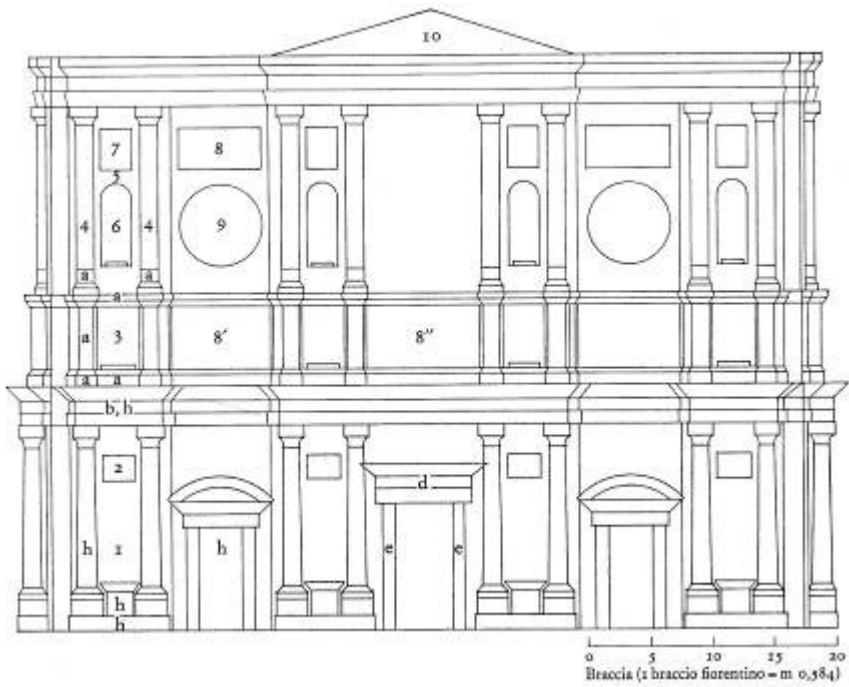 10
7 8
5
4 6 4 9
a a
a
a 3 8' 8"
a a
b, h
2
d
h 1 h e e
h
h
0 5 10 15 20
Braccia (1 braccio fiorentino = m 0,584)